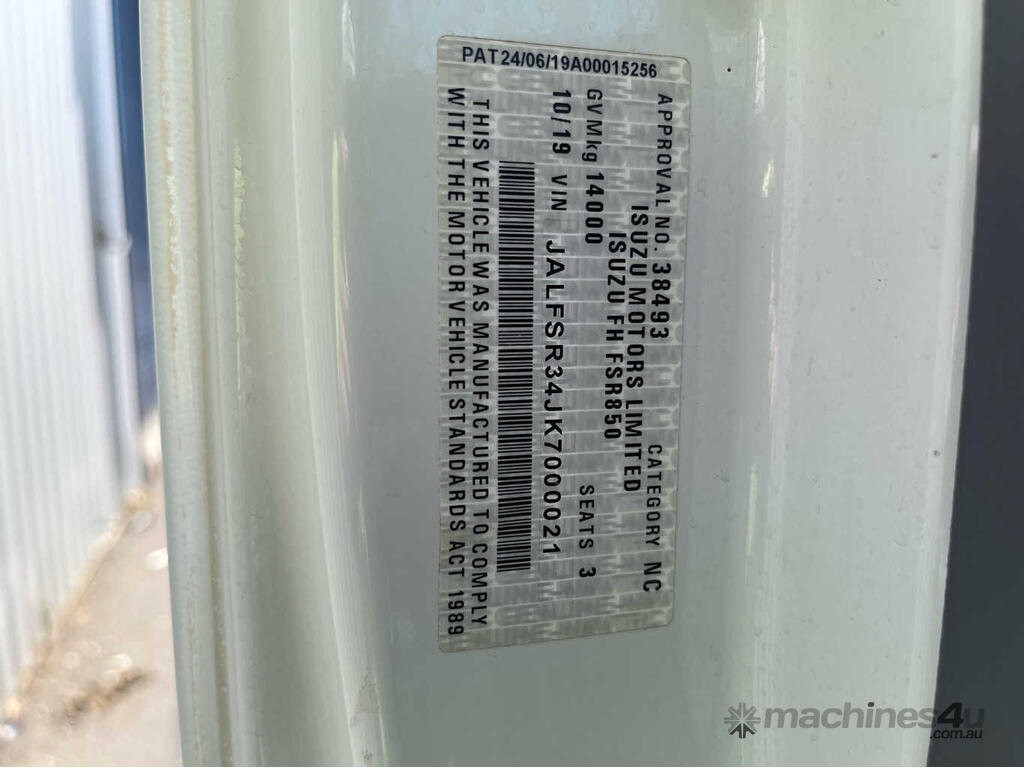 PAT24/06/19A00015256
APPROVAL NO. 38493 CATEGORY NC
ISUZU MOTORS LIMITED
ISUZU FH FSR850
GVMkg 14000 SEATS 3
10/19 VIN JALFSR34JK7000021
THIS VEHICLE WAS MANUFACTURED TO COMPLY
WITH THE MOTOR VEHICLE STANDARDS ACT 1989
machines4u
.com.au